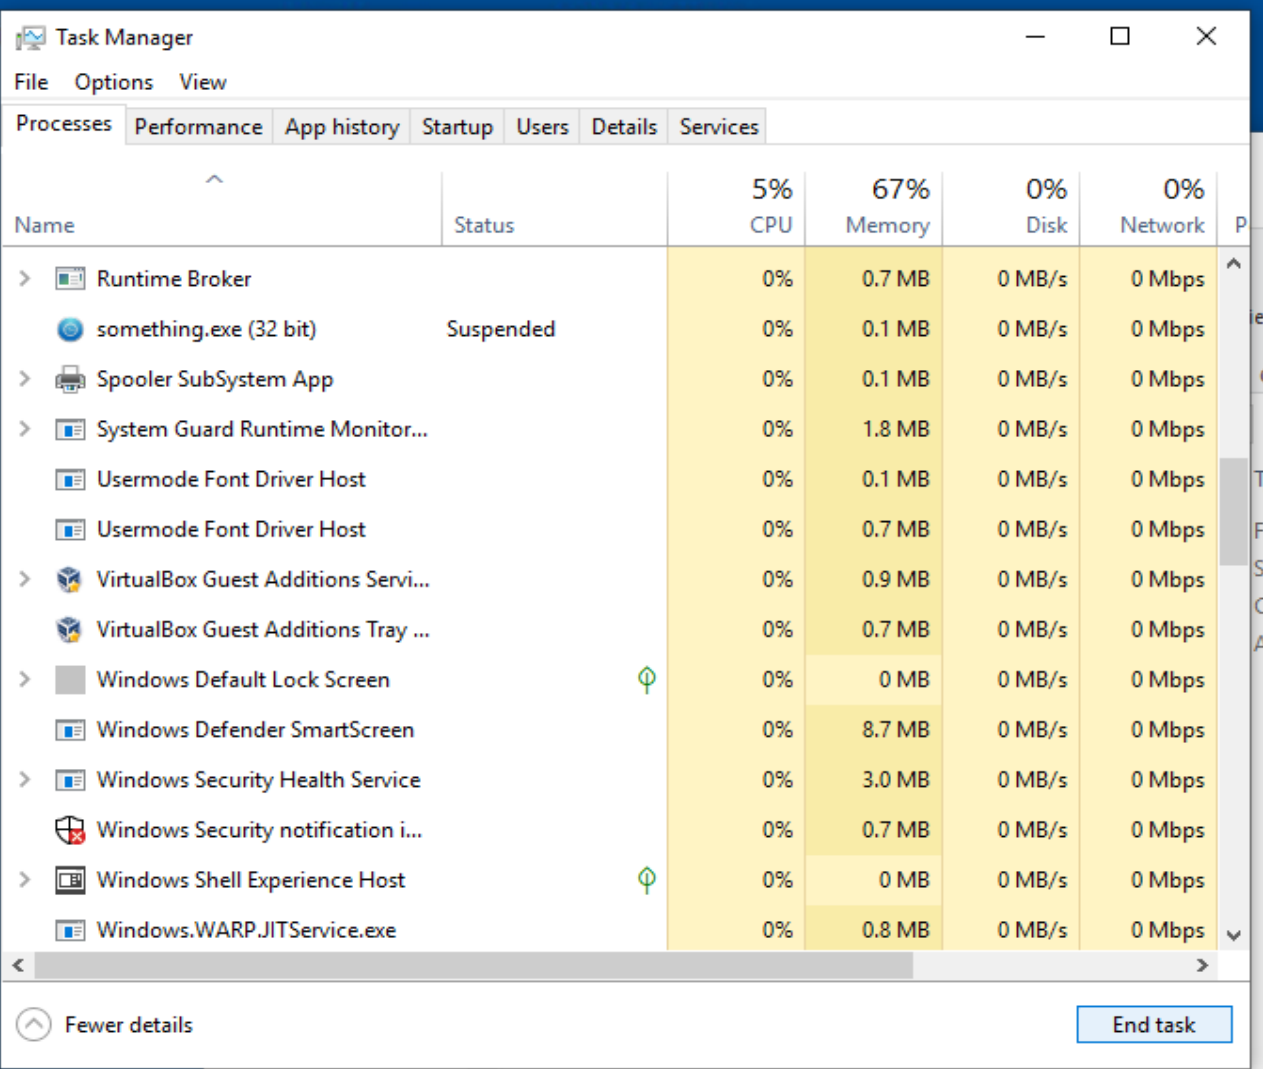 Task Manager
File Options View
Processes Performance App history Startup Users Details Services
5% 67% 0% 0%
Name Status CPU Memory Disk Network P
Runtime Broker 0% 0.7 MB 0 MB/s 0 Mbps
something.exe (32 bit) Suspended 0% 0.1 MB 0 MB/s 0 Mbps
Spooler SubSystem App 0% 0.1 MB 0 MB/s 0 Mbps
System Guard Runtime Monitor... 0% 1.8 MB 0 MB/s 0 Mbps
Usermode Font Driver Host 0% 0.1 MB 0 MB/s 0 Mbps
Usermode Font Driver Host 0% 0.7 MB 0 MB/s 0 Mbps
VirtualBox Guest Additions Servi... 0% 0.9 MB 0 MB/s 0 Mbps
VirtualBox Guest Additions Tray ... 0% 0.7 MB 0 MB/s 0 Mbps
Windows Default Lock Screen 0% 0 MB 0 MB/s 0 Mbps
Windows Defender SmartScreen 0% 8.7 MB 0 MB/s 0 Mbps
Windows Security Health Service 0% 3.0 MB 0 MB/s 0 Mbps
Windows Security notification i... 0% 0.7 MB 0 MB/s 0 Mbps
Windows Shell Experience Host 0% 0 MB 0 MB/s 0 Mbps
Windows.WARP.JITService.exe 0% 0.8 MB 0 MB/s 0 Mbps
Fewer details End task